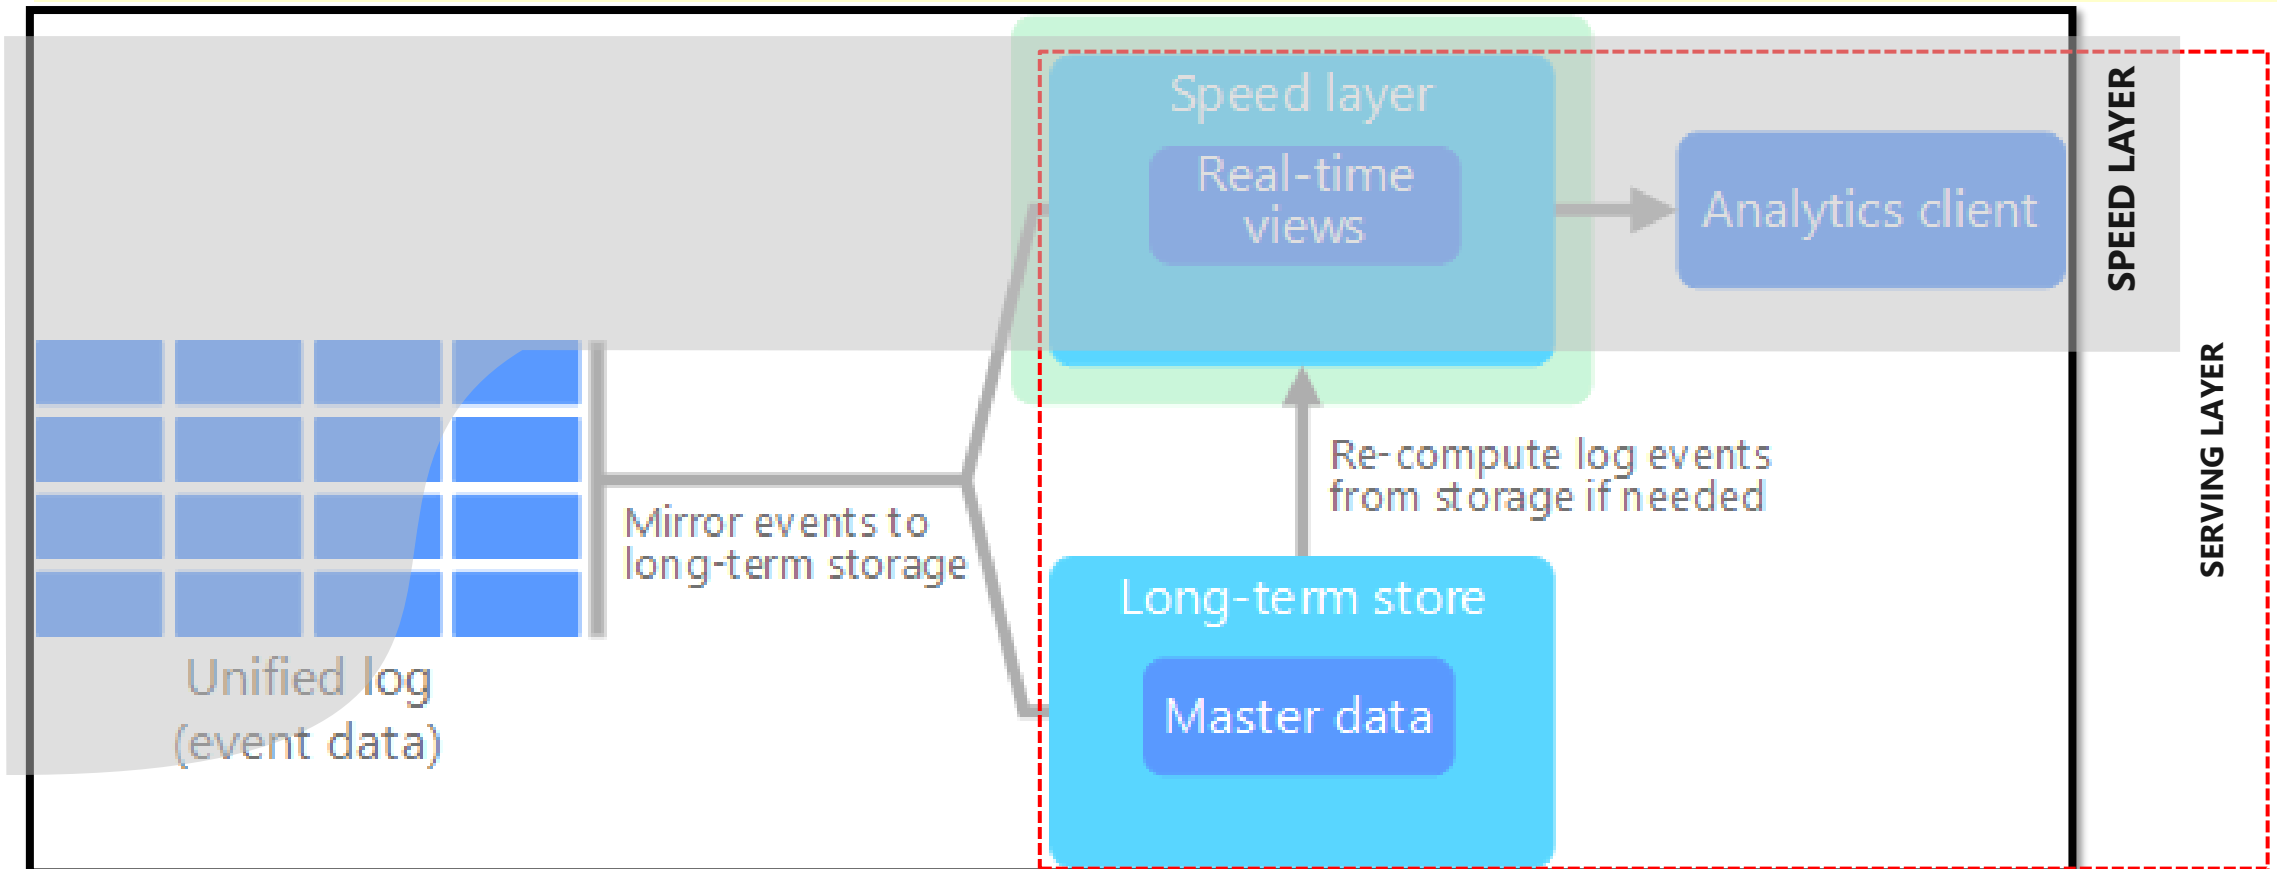 Speed layer
Real-time
views
Analytics client
SPEED LAYER
SERVING LAYER
Re-compute log events
from storage if needed
Mirror events to
long-term storage
Long-term store
Master data
Unified log
(event data)